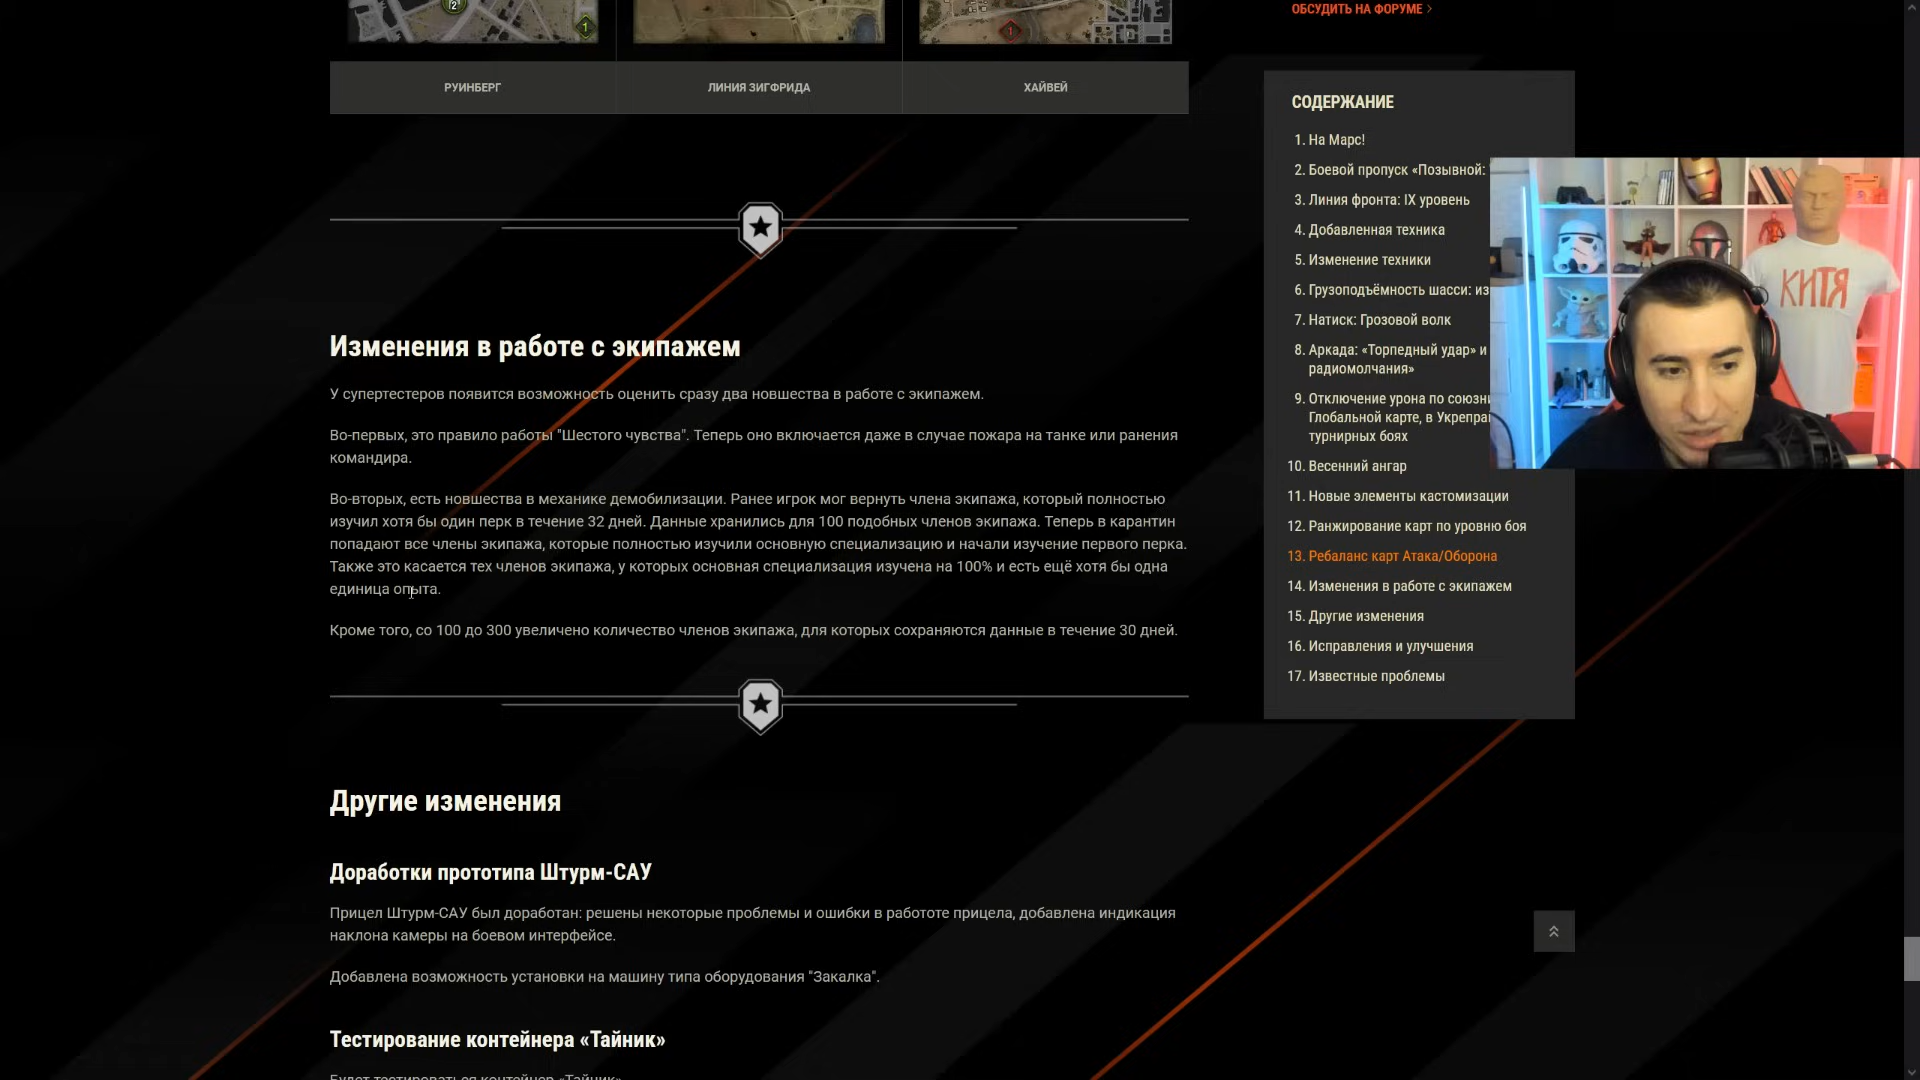 2
1
1
ОБСУДИТЬ НА ФОРУМЕ
РУИНБЕРГ
ЛИНИЯ ЗИГФРИДА
ХАЙВЕЙ
Изменения в работе с экипажем
У супертестеров появится возможность оценить сразу два новшества в работе с экипажем.
Во-первых, это правило работы "Шестого чувства". Теперь оно включается даже в случае пожара на танке или ранения
командира.
Во-вторых, есть новшества в механике демобилизации. Ранее игрок мог вернуть члена экипажа, который полностью
изучил хотя бы один перк в течение 32 дней. Данные хранились для 100 подобных членов экипажа. Теперь в карантин
попадают все члены экипажа, которые полностью изучили основную специализацию и начали изучение первого перка.
Также это касается тех членов экипажа, у которых основная специализация изучена на 100% и есть ещё хотя бы одна
единица опыта.
Кроме того, со 100 до 300 увеличено количество членов экипажа, для которых сохраняются данные в течение 30 дней.
Другие изменения
Доработки прототипа Штурм-САУ
Прицел Штурм-САУ был доработан: решены некоторые проблемы и ошибки в работоте прицела, добавлена индикация
наклона камеры на боевом интерфейсе.
Добавлена возможность установки на машину типа оборудования "Закалка".
Тестирование контейнера «Тайник»
Будет тестироваться контейнер «Тайник»
СОДЕРЖАНИЕ
1. На Марс!
2. Боевой пропуск «Позывной:
3. Линия фронта: IX уровень
4. Добавленная техника
5. Изменение техники
6. Грузоподъёмность шасси: из
7. Натиск: Грозовой волк
8. Аркада: «Торпедный удар» и
радиомолчания»
9. Отключение урона по союзни
Глобальной карте, в Укрепра
турнирных боях
10. Весенний ангар
11. Новые элементы кастомизации
12. Ранжирование карт по уровню боя
13. Ребаланс карт Атака/Оборона
14. Изменения в работе с экипажем
15. Другие изменения
16. Исправления и улучшения
17. Известные проблемы
КИТЯ